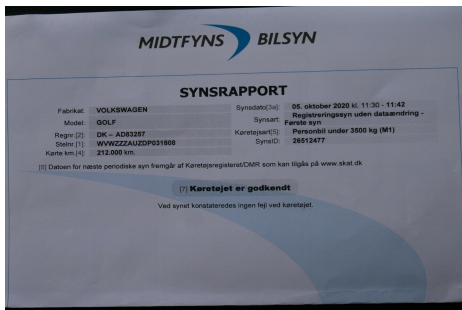 MIDTFYNS BILSYN
SYNSRAPPORT
Fabrikat: VOLKSWAGEN
Model: GOLF
Regnr.[2]: DK – AD83257
Stelnr.[1]: WVWZZZAUZDP031608
Kørte km.[4]: 212.000 km.
Synsdato[3a]: 05. oktober 2020 kl. 11:30 - 11:42
Synsart: Registreringssyn uden dataændring -
Første syn
Køretøjsart[5]: Personbil under 3500 kg (M1)
SynsID: 26512477
[8] Datoen for næste periodiske syn fremgår af Køretøjsregisteret/DMR som kan tilgås på www.skat.dk
[7] Køretøjet er godkendt
Ved synet konstateredes ingen fejl ved køretøjet.